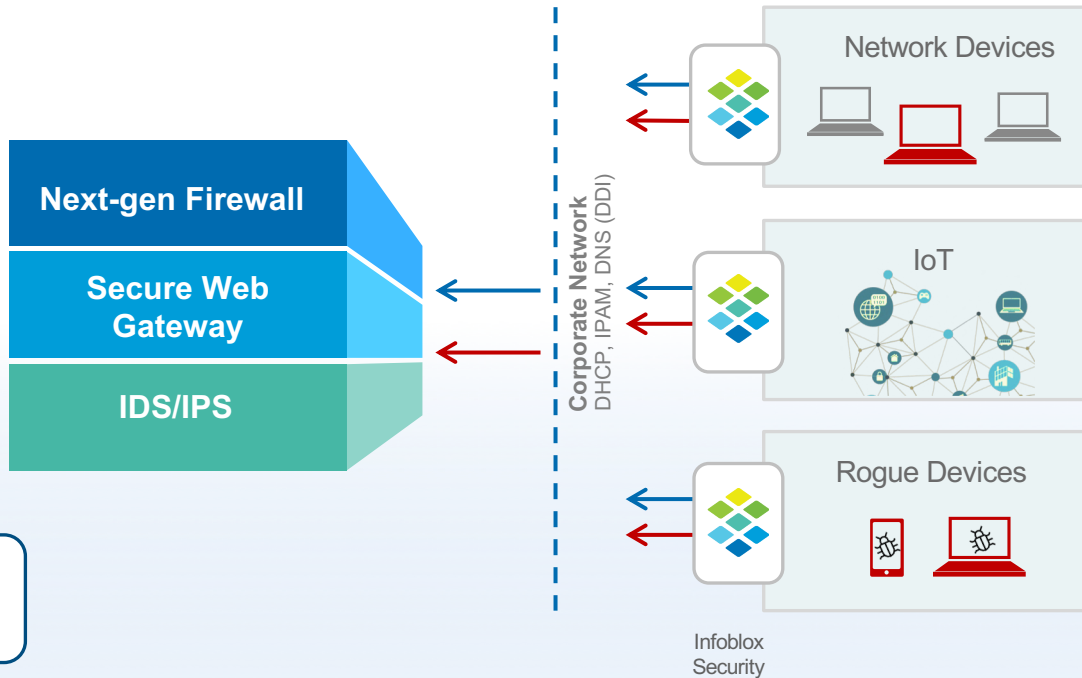 Next-gen Firewall
Secure Web
Gateway
IDS/IPS
Corporate Network
DHCP, IPAM, DNS (DDI)
Network Devices
IoT
Rogue Devices
Infoblox
Security